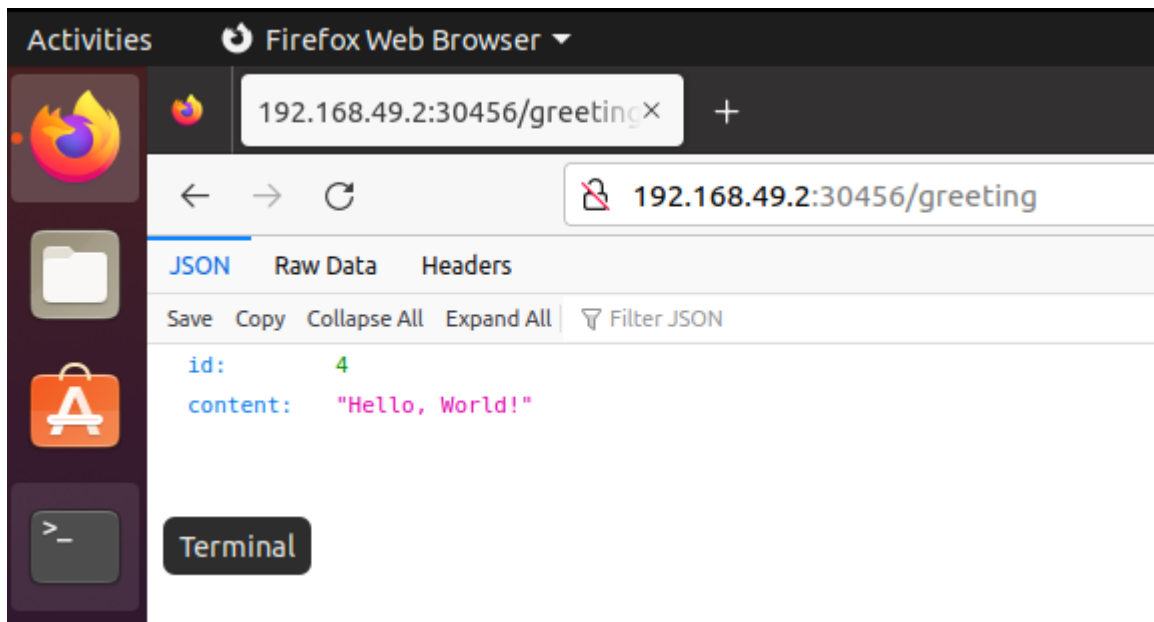 Activities Firefox Web Browser
192.168.49.2:30456/greeting
192.168.49.2:30456/greeting
JSON Raw Data Headers
Save Copy Collapse All Expand All Filter JSON
id: 4
content: "Hello, World!"
>_
Terminal